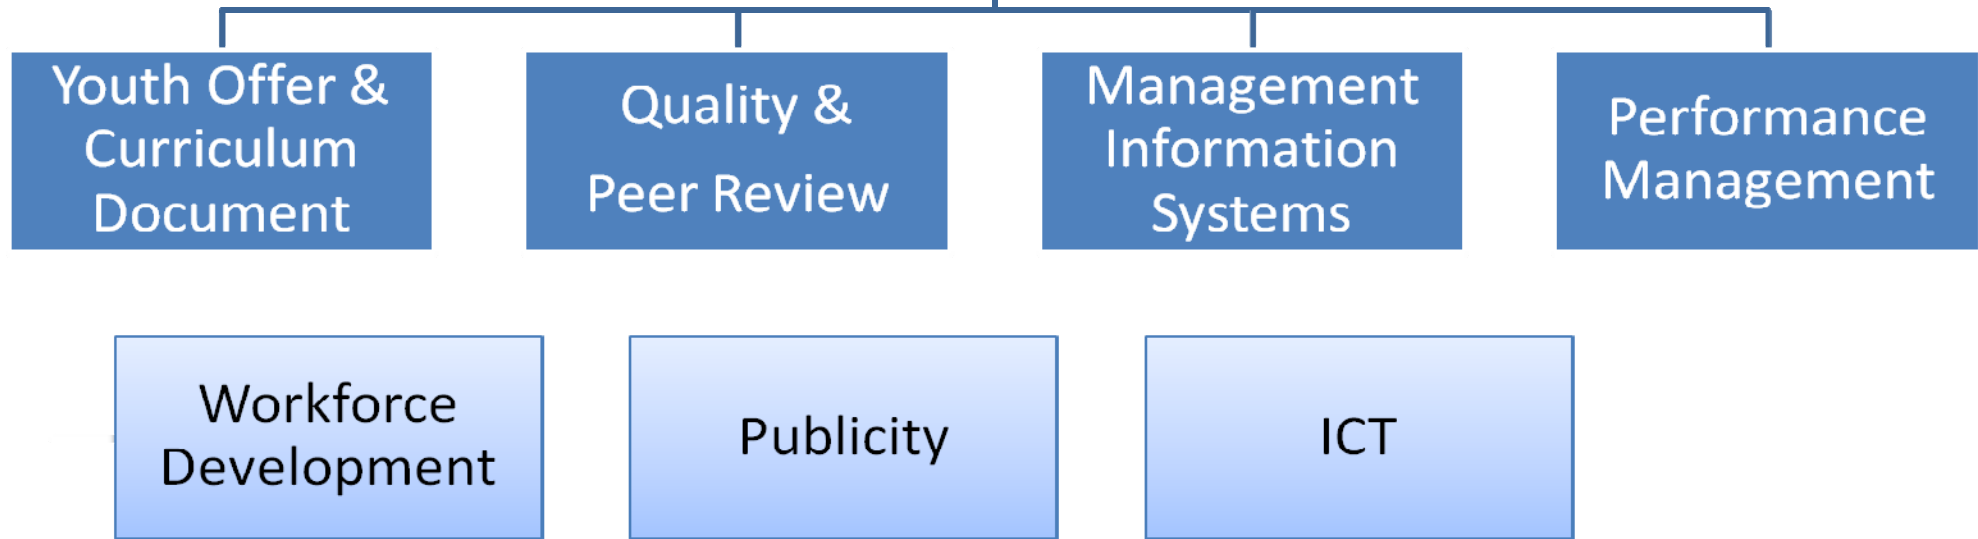 Youth Offer &
Curriculum
Document
Quality &
Peer Review
Management
Information
Systems
Performance
Management
Workforce
Development
Publicity
ICT